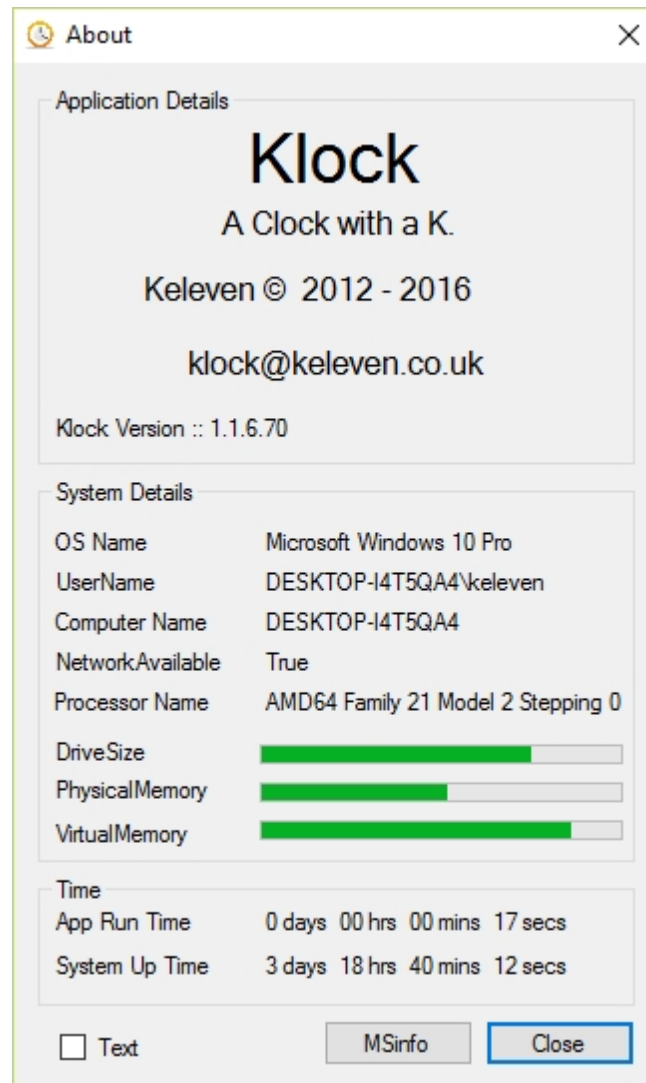 About
Application Details
Klock
A Clock with a K.
Keleven © 2012 - 2016
klock@keleven.co.uk
Klock Version :: 1.1.6.70
System Details
OS Name Microsoft Windows 10 Pro
UserName DESKTOP-I4T5QA4\keleven
Computer Name DESKTOP-I4T5QA4
NetworkAvailable True
Processor Name AMD64 Family 21 Model 2 Stepping 0
DriveSize
PhysicalMemory
VirtualMemory
Time
App Run Time 0 days 00 hrs 00 mins 17 secs
System Up Time 3 days 18 hrs 40 mins 12 secs
Text MSinfo Close